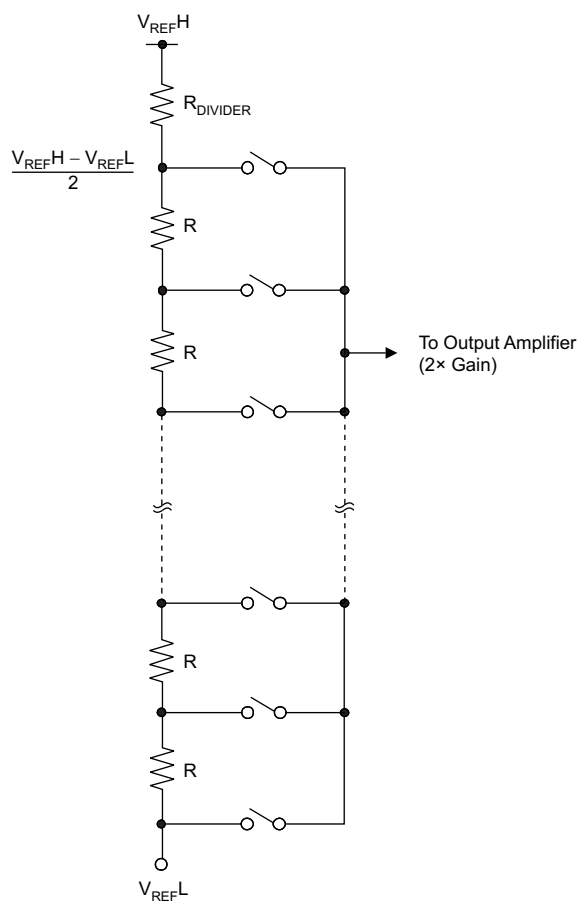 V_REFH
R_DIVIDER
V_REFH – V_REFL
2
R
R
To Output Amplifier
(2× Gain)
R
R
V_REFL